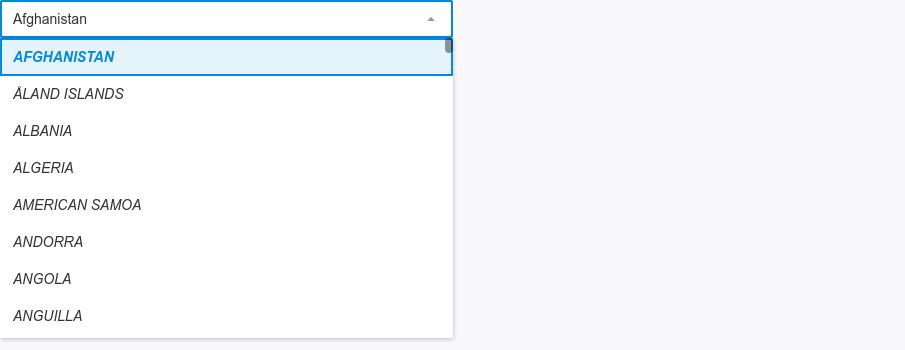 Afghanistan
AFGHANISTAN
ÅLAND ISLANDS
ALBANIA
ALGERIA
AMERICAN SAMOA
ANDORRA
ANGOLA
ANGUILLA